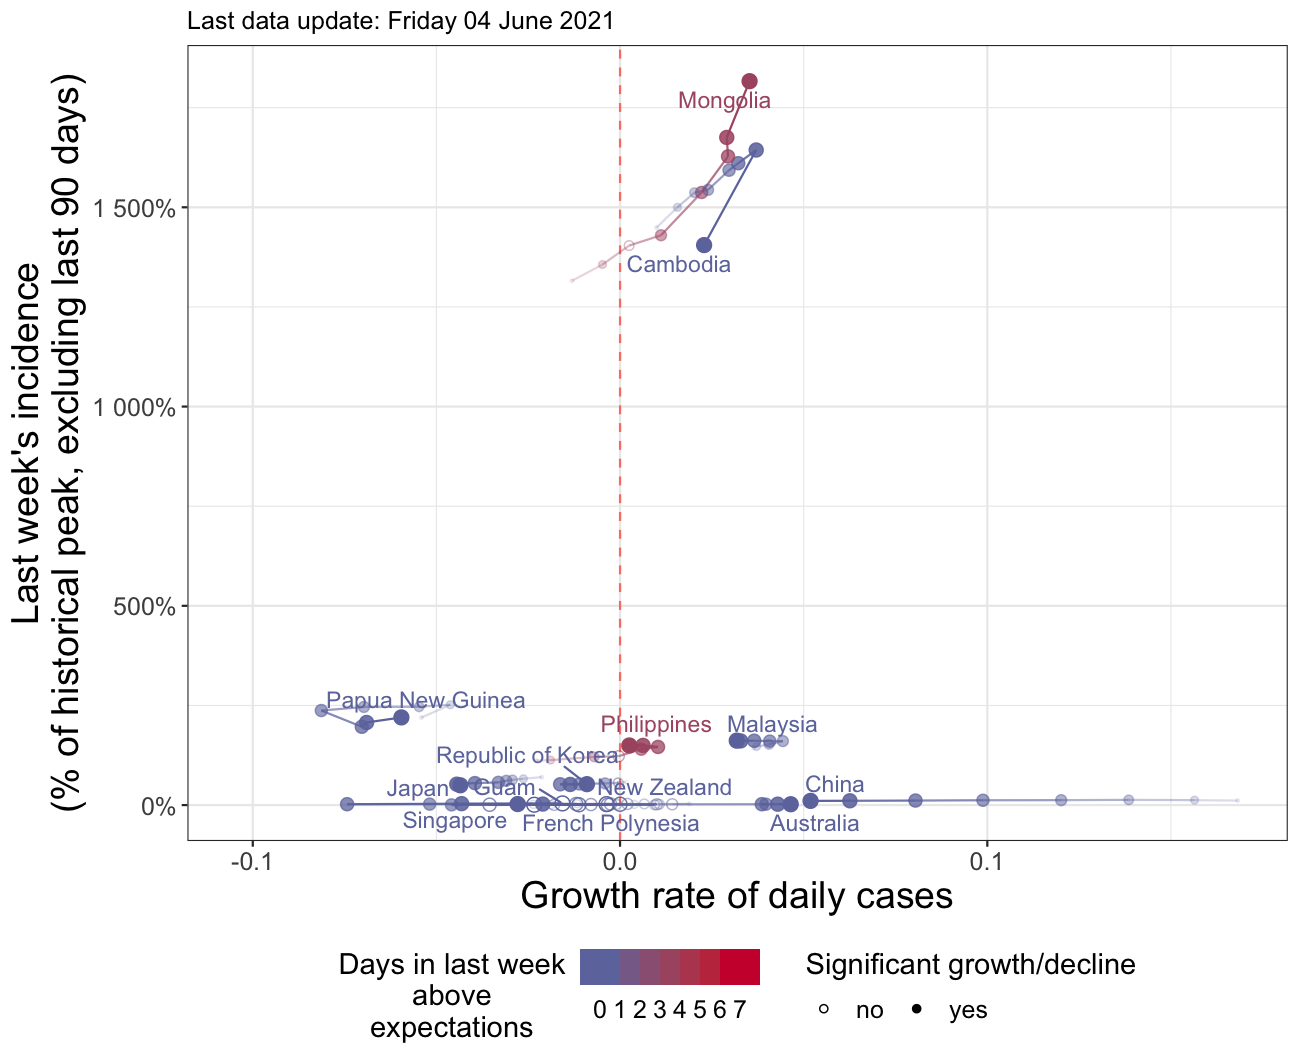 Last data update: Friday 04 June 2021
Last week's incidence
(% of historical peak, excluding last 90 days)
1 500%
1 000%
500%
0%
Mongolia
Cambodia
Papua New Guinea
Philippines
Malaysia
Republic of Korea
Japan
Guam
New Zealand
China
Singapore
French Polynesia
Australia
-0.1
0.0
0.1
Growth rate of daily cases
Days in last week
above
expectations
0 1 2 3 4 5 6 7
Significant growth/decline
no
yes